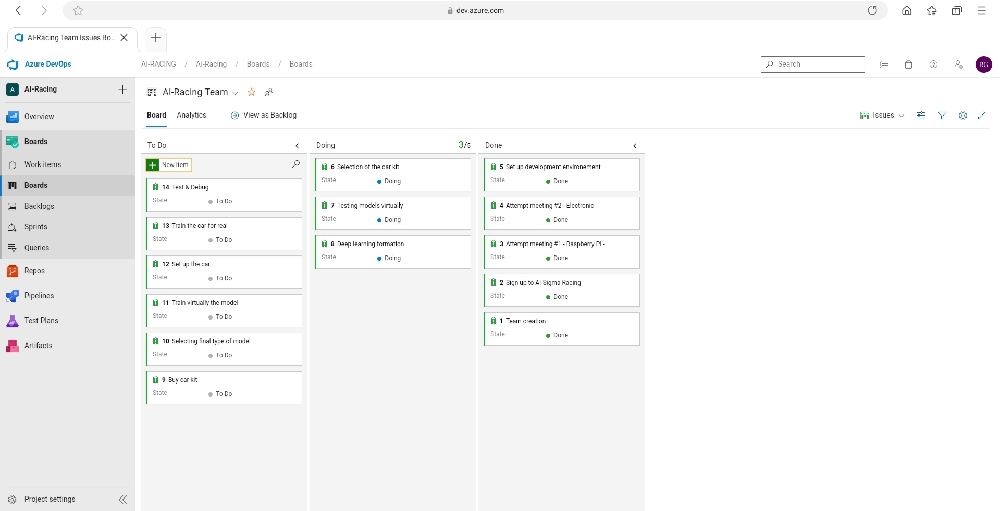 dev.azure.com
1
AI-Racing Team Issues Bo...
Azure DevOps
AI-RACING / AI-Racing / Boards / Boards
Search
RG
A AI-Racing
Overview
Boards
Work items
Boards
Backlogs
Sprints
Queries
Repos
Pipelines
Test Plans
Artifacts
Project settings
AI-Racing Team
Board Analytics View as Backlog
Issues
To Do
New item
14 Test & Debug
State To Do
13 Train the car for real
State To Do
12 Set up the car
State To Do
11 Train virtually the model
State To Do
10 Selecting final type of model
State To Do
9 Buy car kit
State To Do
Doing 3/5
6 Selection of the car kit
State Doing
7 Testing models virtually
State Doing
8 Deep learning formation
State Doing
Done
5 Set up development environement
State Done
4 Attempt meeting #2 - Electronic -
State Done
3 Attempt meeting #1 - Raspberry PI -
State Done
2 Sign up to AI-Sigma Racing
State Done
1 Team creation
State Done